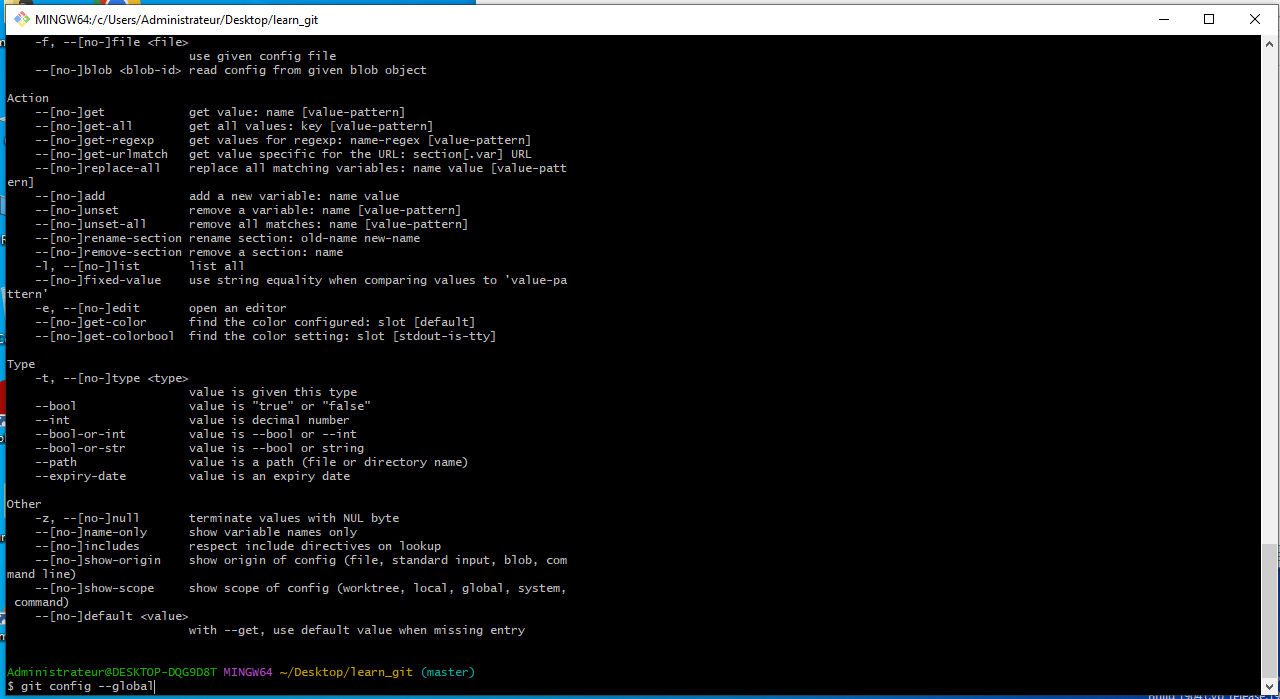 MINGW64:/c/Users/Administrateur/Desktop/learn_git
    -f, --[no-]file <file>
                          use given config file
    --[no-]blob <blob-id> read config from given blob object

Action
    --[no-]get            get value: name [value-pattern]
    --[no-]get-all        get all values: key [value-pattern]
    --[no-]get-regexp     get values for regexp: name-regex [value-pattern]
    --[no-]get-urlmatch   get value specific for the URL: section[.var] URL
    --[no-]replace-all    replace all matching variables: name value [value-patt
ern]
    --[no-]add            add a new variable: name value
    --[no-]unset          remove a variable: name [value-pattern]
    --[no-]unset-all      remove all matches: name [value-pattern]
    --[no-]rename-section rename section: old-name new-name
    --[no-]remove-section remove a section: name
    -l, --[no-]list       list all
    --[no-]fixed-value    use string equality when comparing values to 'value-pa
ttern'
    -e, --[no-]edit       open an editor
    --[no-]get-color      find the color configured: slot [default]
    --[no-]get-colorbool  find the color setting: slot [stdout-is-tty]

Type
    -t, --[no-]type <type>
                          value is given this type
    --bool                value is "true" or "false"
    --int                 value is decimal number
    --bool-or-int         value is --bool or --int
    --bool-or-str         value is --bool or string
    --path                value is a path (file or directory name)
    --expiry-date         value is an expiry date

Other
    -z, --[no-]null       terminate values with NUL byte
    --[no-]name-only      show variable names only
    --[no-]includes       respect include directives on lookup
    --[no-]show-origin    show origin of config (file, standard input, blob, com
mand line)
    --[no-]show-scope     show scope of config (worktree, local, global, system,
 command)
    --[no-]default <value>
                          with --get, use default value when missing entry

Administrateur@DESKTOP-DQG9D8T MINGW64 ~/Desktop/learn_git (master)
$ git config --global